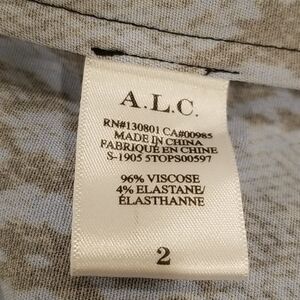 A.L.C.
RN#130801 CA#00985
MADE IN CHINA
FABRIQUÉ EN CHINE
S-1905 5TOPS00597
96% VISCOSE
4% ELASTANE/
ÉLASTHANNE
2